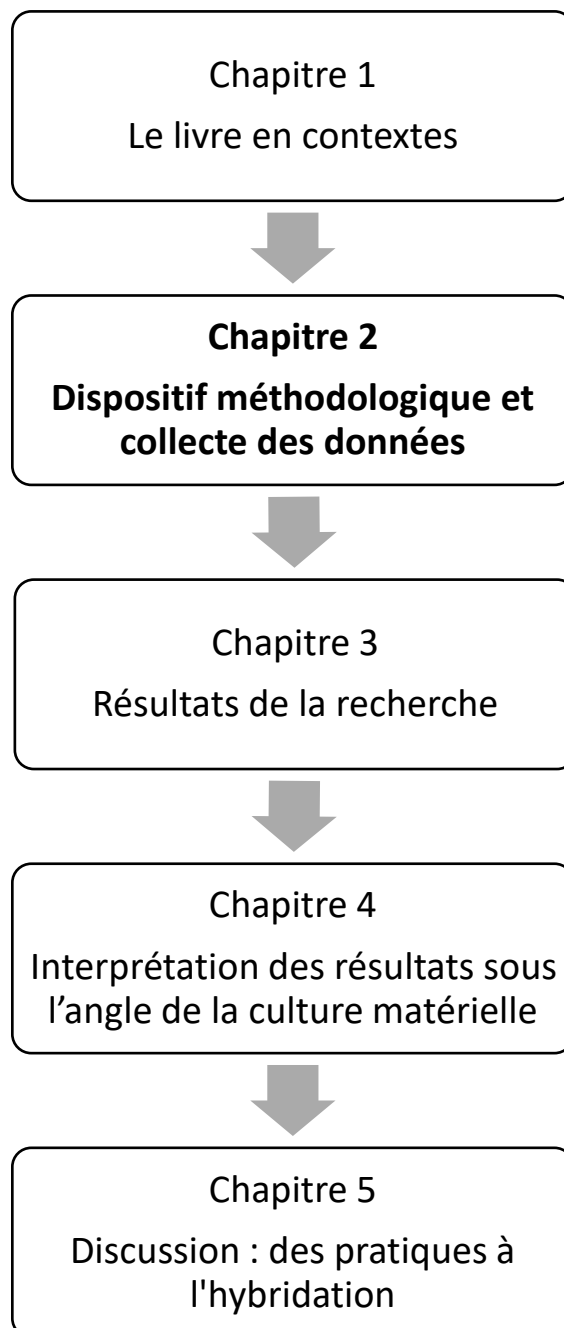 Chapitre 1
Le livre en contextes
Chapitre 2
Dispositif méthodologique et
collecte des données
Chapitre 3
Résultats de la recherche
Chapitre 4
Interprétation des résultats sous
l’angle de la culture matérielle
Chapitre 5
Discussion : des pratiques à
l'hybridation